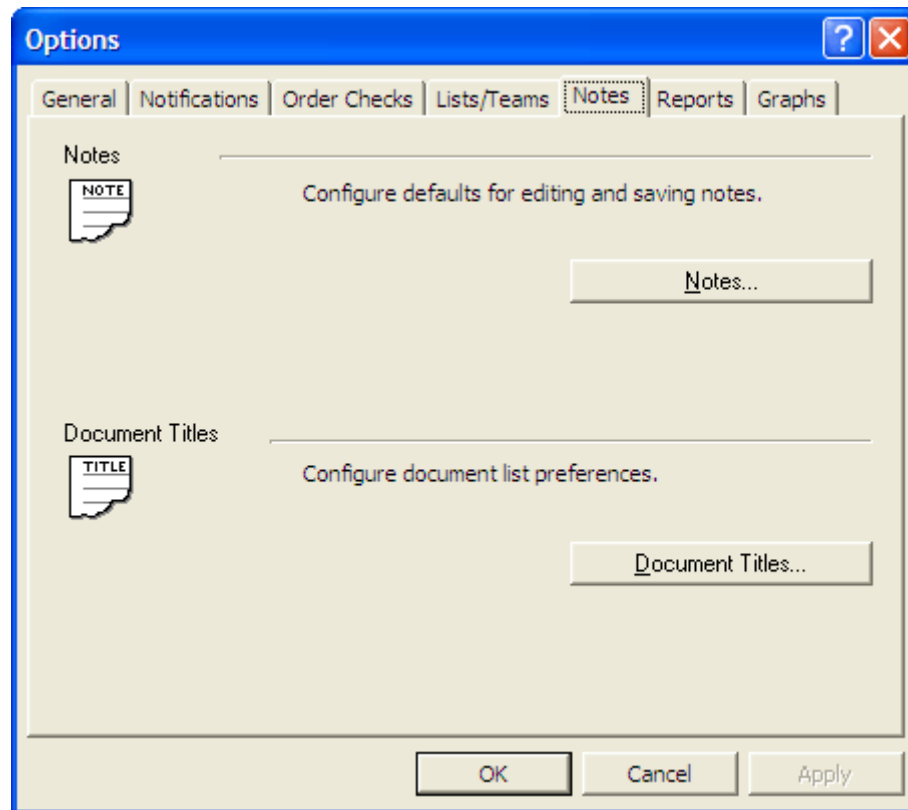 Options
General Notifications Order Checks Lists/Teams Notes Reports Graphs
Notes
NOTE
Configure defaults for editing and saving notes.
Notes...
Document Titles
TITLE
Configure document list preferences.
Document Titles...
OK Cancel Apply